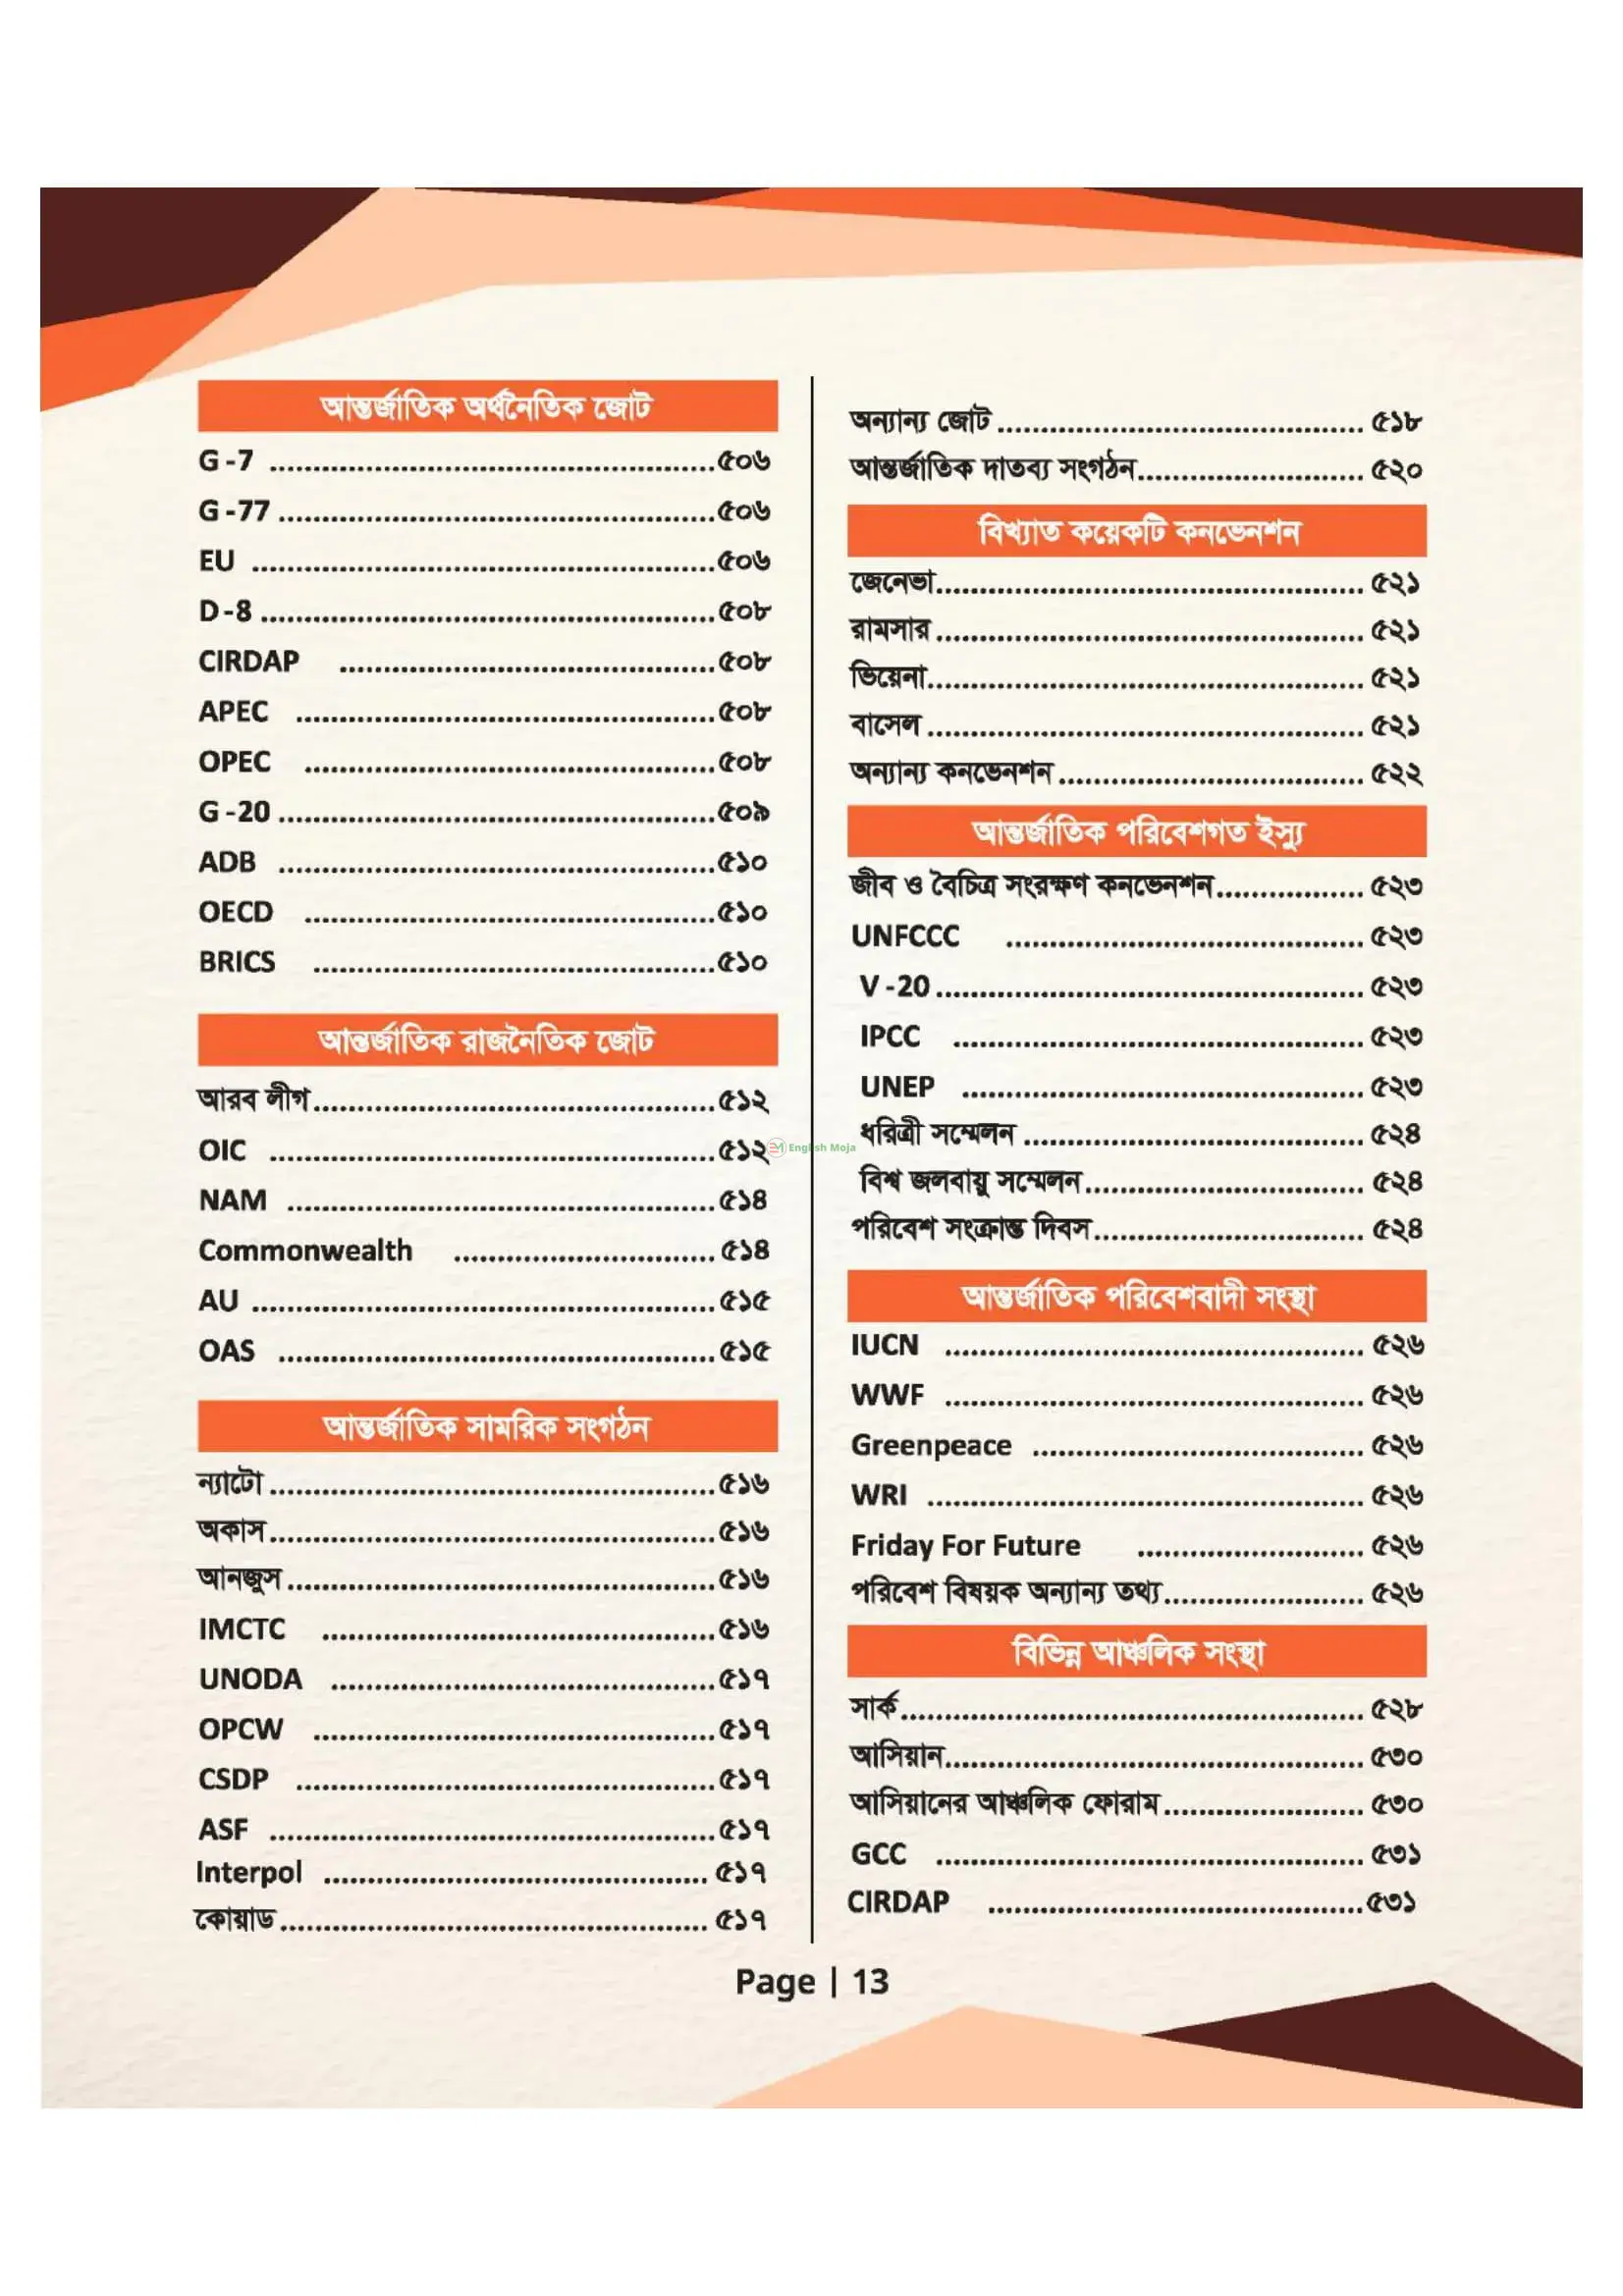 আন্তর্জাতিক অর্থনৈতিক জোট
G -7 ................................................... ৫০৬
G -77 .................................................. ৫০৬
EU ..................................................... ৫০৬
D -8 .................................................... ৫০৮
CIRDAP ........................................... ৫০৮
APEC ................................................ ৫০৮
OPEC ............................................... ৫০৮
G -20 .................................................. ৫০৯
ADB .................................................. ৫১০
OECD ............................................... ৫১০
BRICS .............................................. ৫১০
আন্তর্জাতিক রাজনৈতিক জোট
আরব লীগ .............................................. ৫১২
OIC ................................................... ৫১২
NAM ................................................. ৫১৪
Commonwealth .............................. ৫১৪
AU ..................................................... ৫১৫
OAS .................................................. ৫১৫
আন্তর্জাতিক সামরিক সংগঠন
ন্যাটো ................................................... ৫১৬
অকাস ................................................... ৫১৬
আনজুস ................................................. ৫১৬
IMCTC ............................................. ৫১৬
UNODA ............................................ ৫১৭
OPCW .............................................. ৫১৭
CSDP ................................................ ৫১৭
ASF ................................................... ৫১৭
Interpol ............................................ ৫১৭
কোয়াড ................................................. ৫১৭
অন্যান্য জোট .......................................... ৫১৮
আন্তর্জাতিক দাতব্য সংগঠন .......................... ৫২০
বিখ্যাত কয়েকটি কনভেনশন
জেনেভা ................................................. ৫২১
রামসার ................................................. ৫২১
ভিয়েনা .................................................. ৫২১
বাসেল .................................................. ৫২১
অন্যান্য কনভেনশন ................................... ৫২২
আন্তর্জাতিক পরিবেশগত ইস্যু
জীব ও বৈচিত্র সংরক্ষণ কনভেনশন ................. ৫২৩
UNFCCC ......................................... ৫২৩
V -20 ................................................. ৫২৩
IPCC ............................................... ৫২৩
UNEP .............................................. ৫২৩
ধরিত্রী সম্মেলন ....................................... ৫২৪
বিশ্ব জলবায়ু সম্মেলন ................................ ৫২৪
পরিবেশ সংক্রান্ত দিবস ............................... ৫২৪
আন্তর্জাতিক পরিবেশবাদী সংস্থা
IUCN ................................................ ৫২৬
WWF ................................................ ৫২৬
Greenpeace ...................................... ৫২৬
WRI .................................................. ৫২৬
Friday For Future .......................... ৫২৬
পরিবেশ বিষয়ক অন্যান্য তথ্য ....................... ৫২৬
বিভিন্ন আঞ্চলিক সংস্থা
সার্ক ..................................................... ৫২৮
আসিয়ান ................................................ ৫৩০
আসিয়ানের আঞ্চলিক ফোরাম ....................... ৫৩০
GCC ................................................. ৫৩১
CIRDAP ........................................... ৫৩১
English Moja
Page | 13